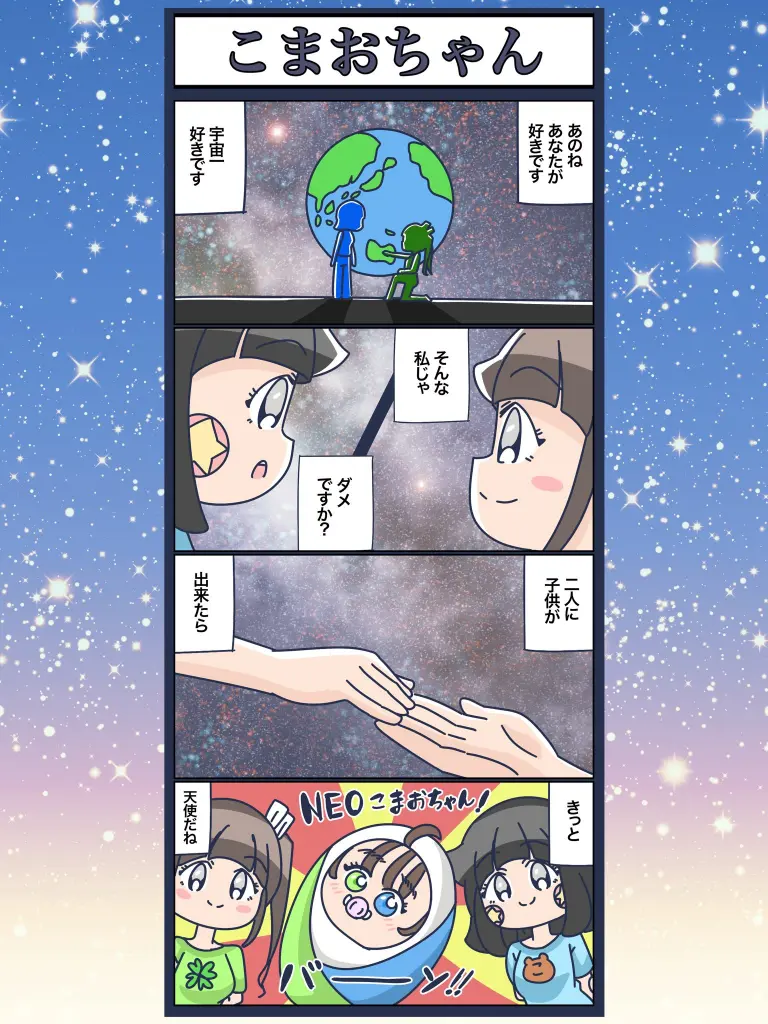 こまおちゃん
あのね
あなたが
好きです
宇宙一
好きです
そんな
私じゃ
ダメ
ですか?
二人に
子供が
出来たら
きっと
NEOこまおちゃん!
天使だね
こ
バーーン!!